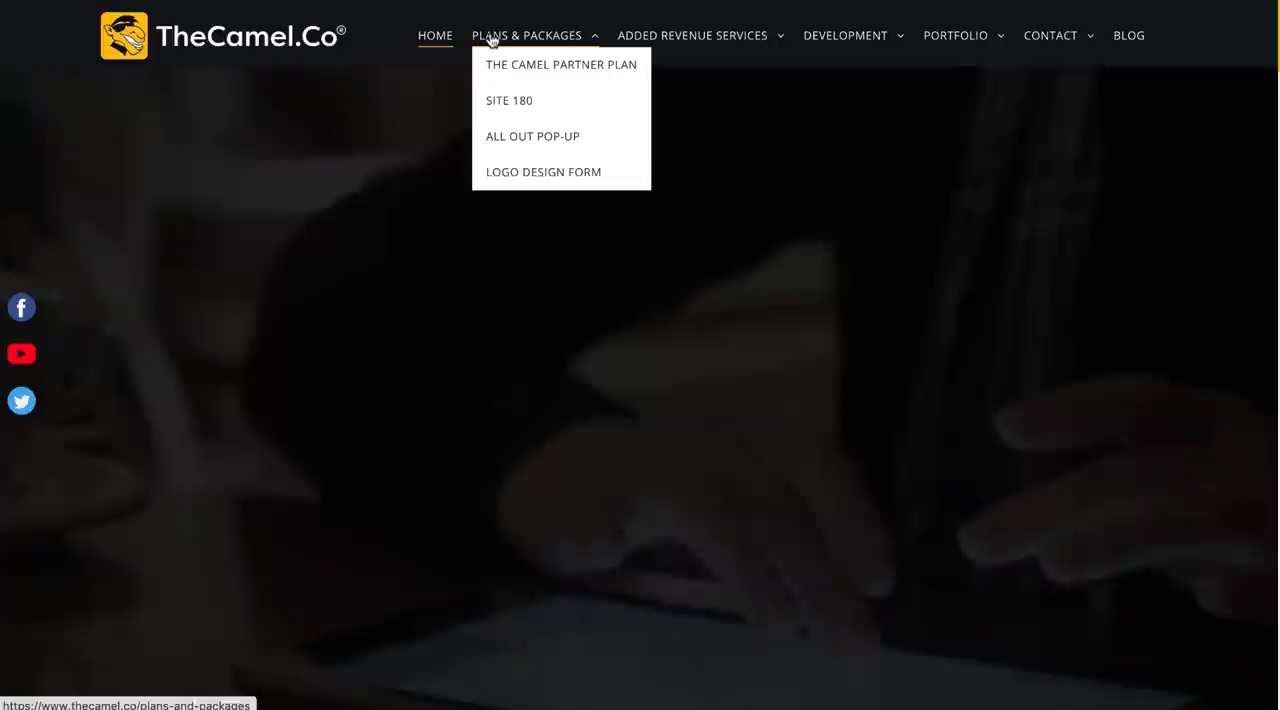 TheCamel.Co®
HOME PLANS & PACKAGES ADDED REVENUE SERVICES DEVELOPMENT PORTFOLIO CONTACT BLOG
THE CAMEL PARTNER PLAN
SITE 180
ALL OUT POP-UP
LOGO DESIGN FORM
f
https://www.thecamel.co/plans-and-packages